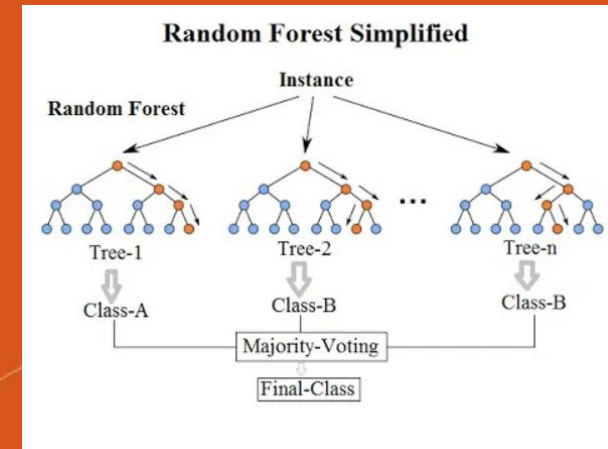 Random Forest Simplified
Instance
Random Forest
...
Tree-1 Tree-2 Tree-n
Class-A Class-B Class-B
Majority-Voting
Final-Class